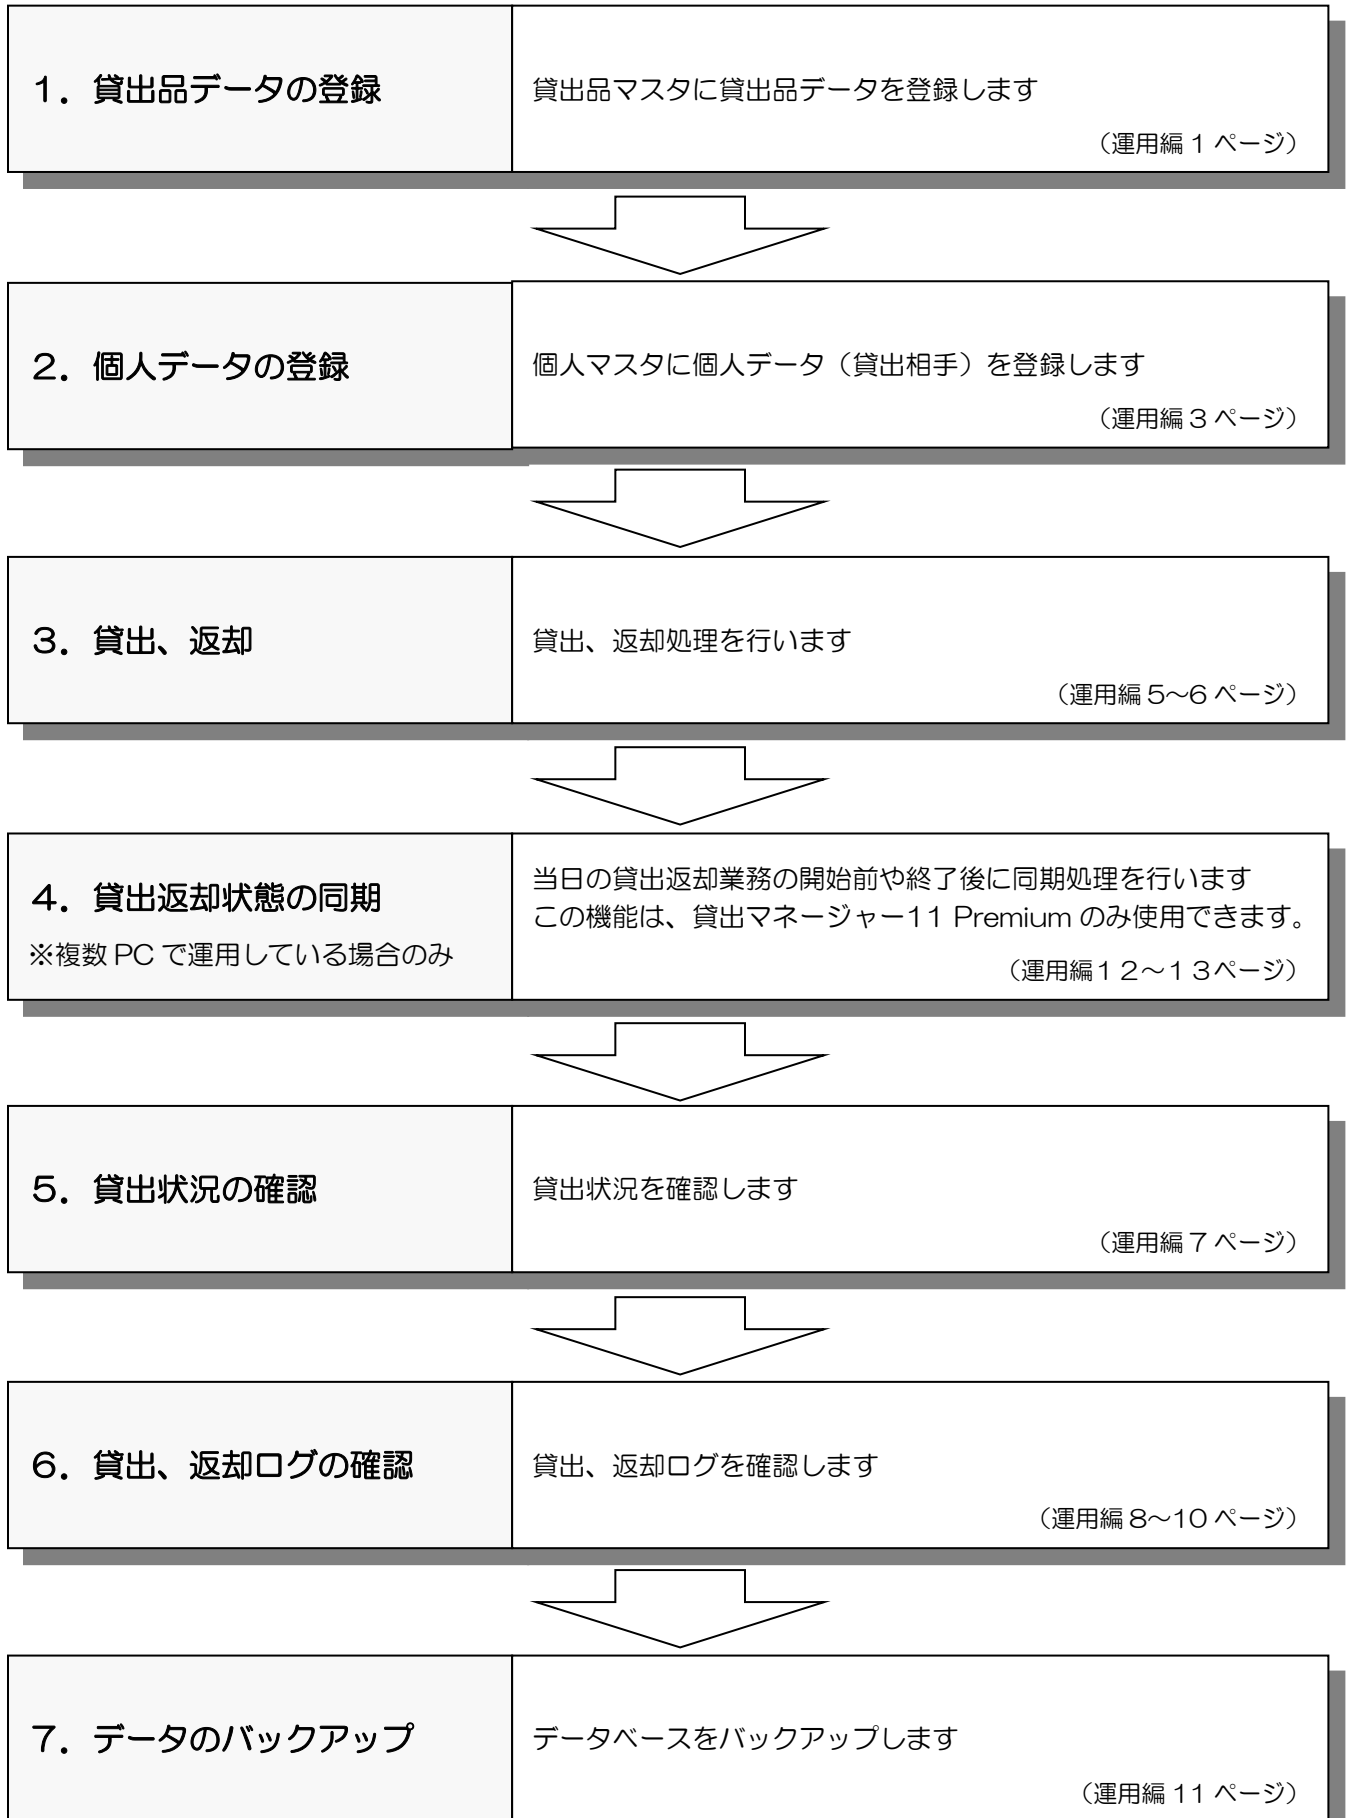 １．貸出品データの登録
貸出品マスタに貸出品データを登録します
（運用編 1 ページ）
２．個人データの登録
個人マスタに個人データ（貸出相手）を登録します
（運用編 3 ページ）
３．貸出、返却
貸出、返却処理を行います
（運用編 5～6 ページ）
４．貸出返却状態の同期
※複数 PC で運用している場合のみ
当日の貸出返却業務の開始前や終了後に同期処理を行います
この機能は、貸出マネージャー11 Premium のみ使用できます。
（運用編１２～１３ページ）
５．貸出状況の確認
貸出状況を確認します
（運用編 7 ページ）
６．貸出、返却ログの確認
貸出、返却ログを確認します
（運用編 8～10 ページ）
７．データのバックアップ
データベースをバックアップします
（運用編 11 ページ）